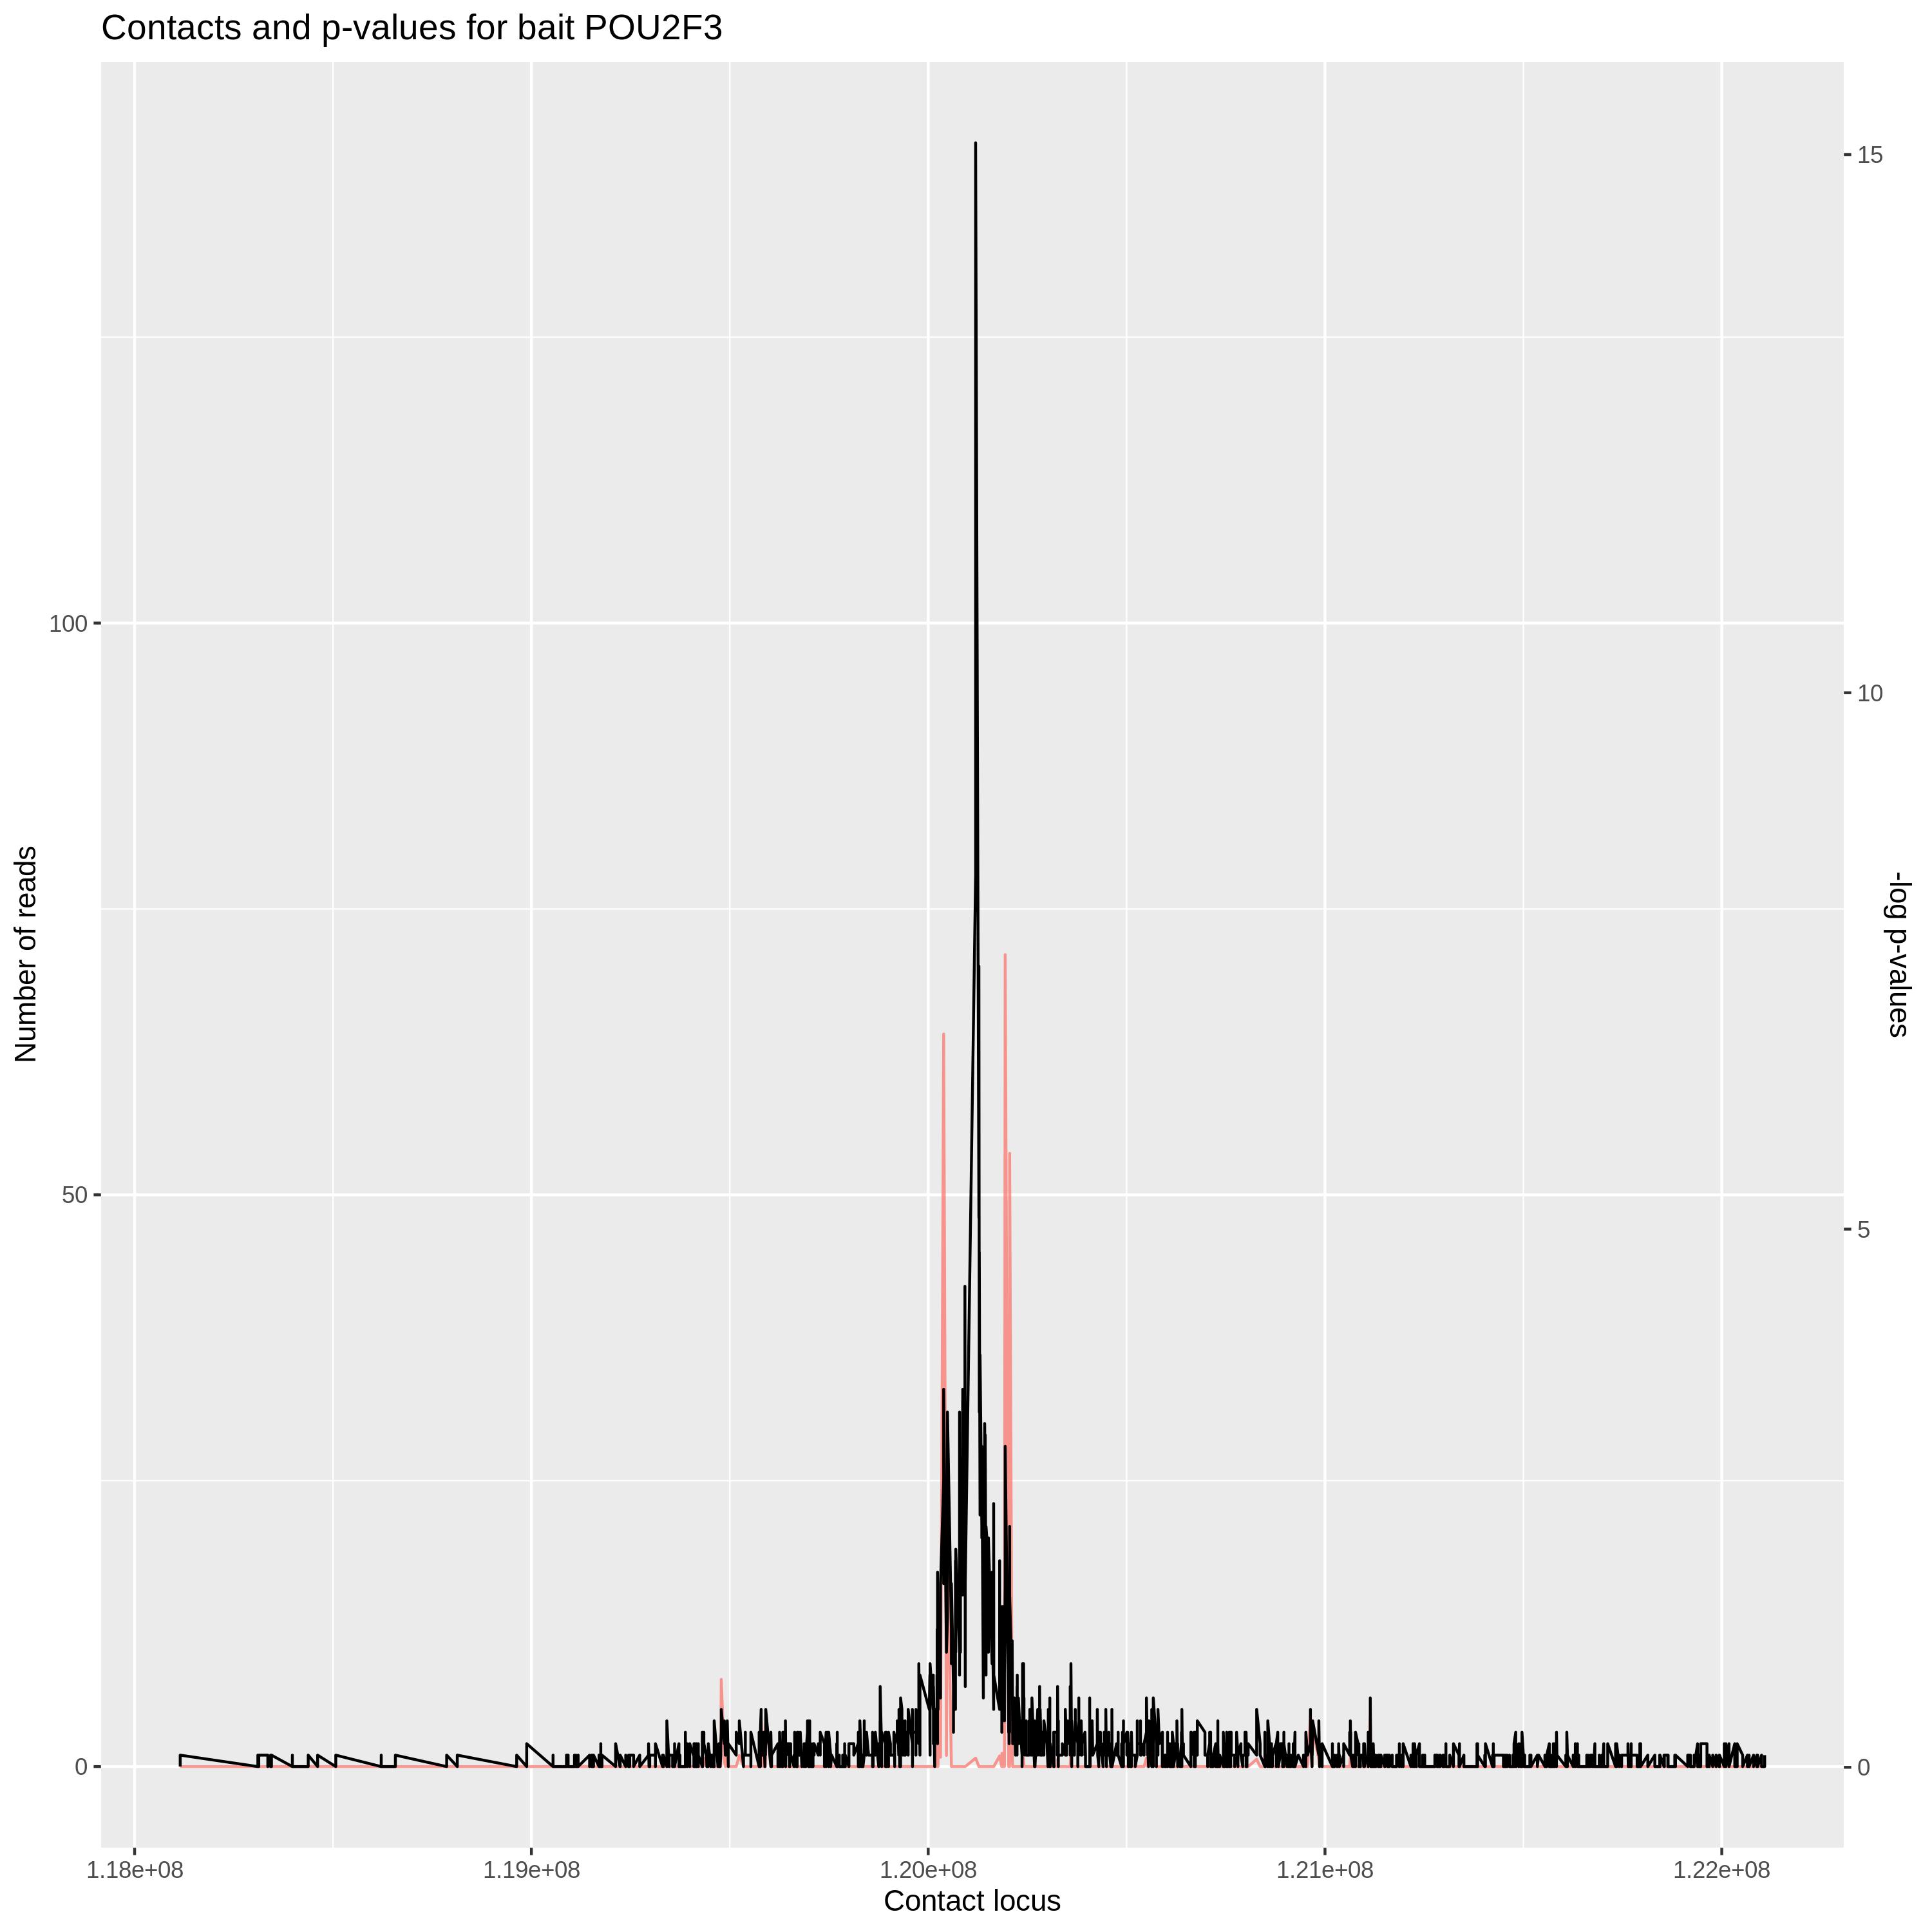 Contacts and p-values for bait POU2F3
15
100
10
Number of reads
-log p-values
50
5
0
0
1.18e+08
1.19e+08
1.20e+08
1.21e+08
1.22e+08
Contact locus